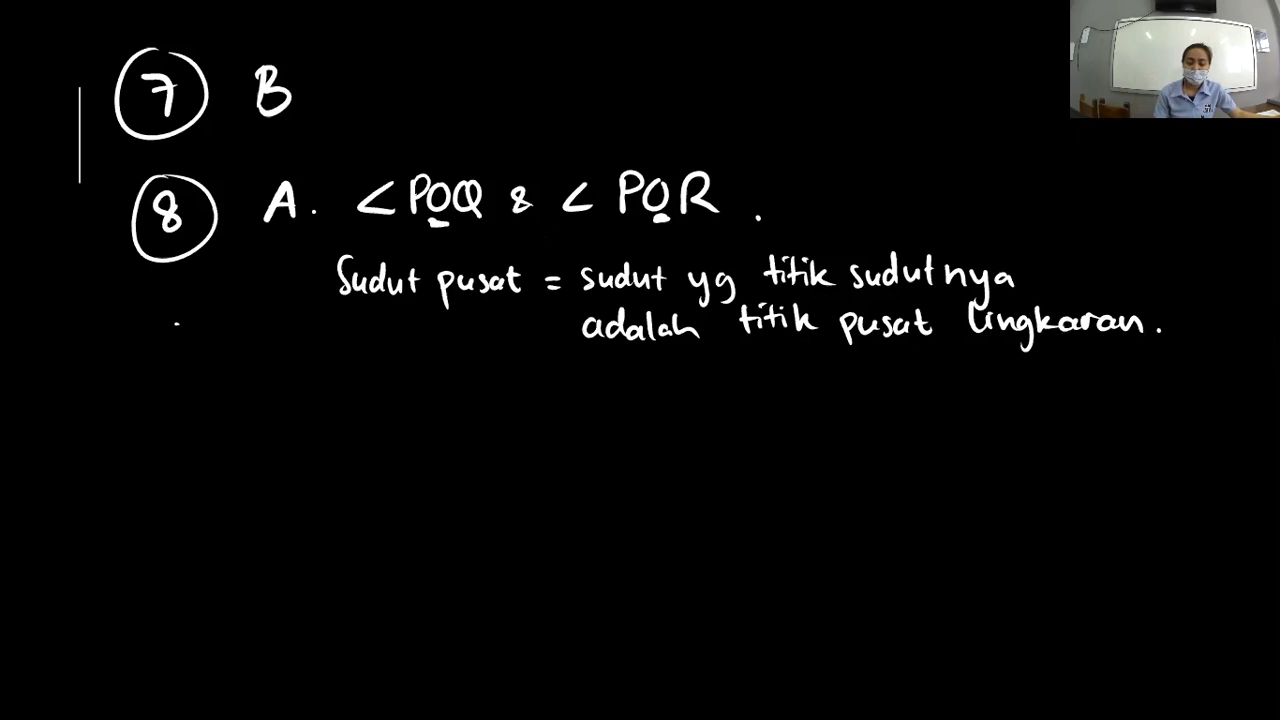 7 B
8 A. <POQ & <POR.
Sudut pusat = sudut yg titik sudutnya
adalah titik pusat lingkaran.